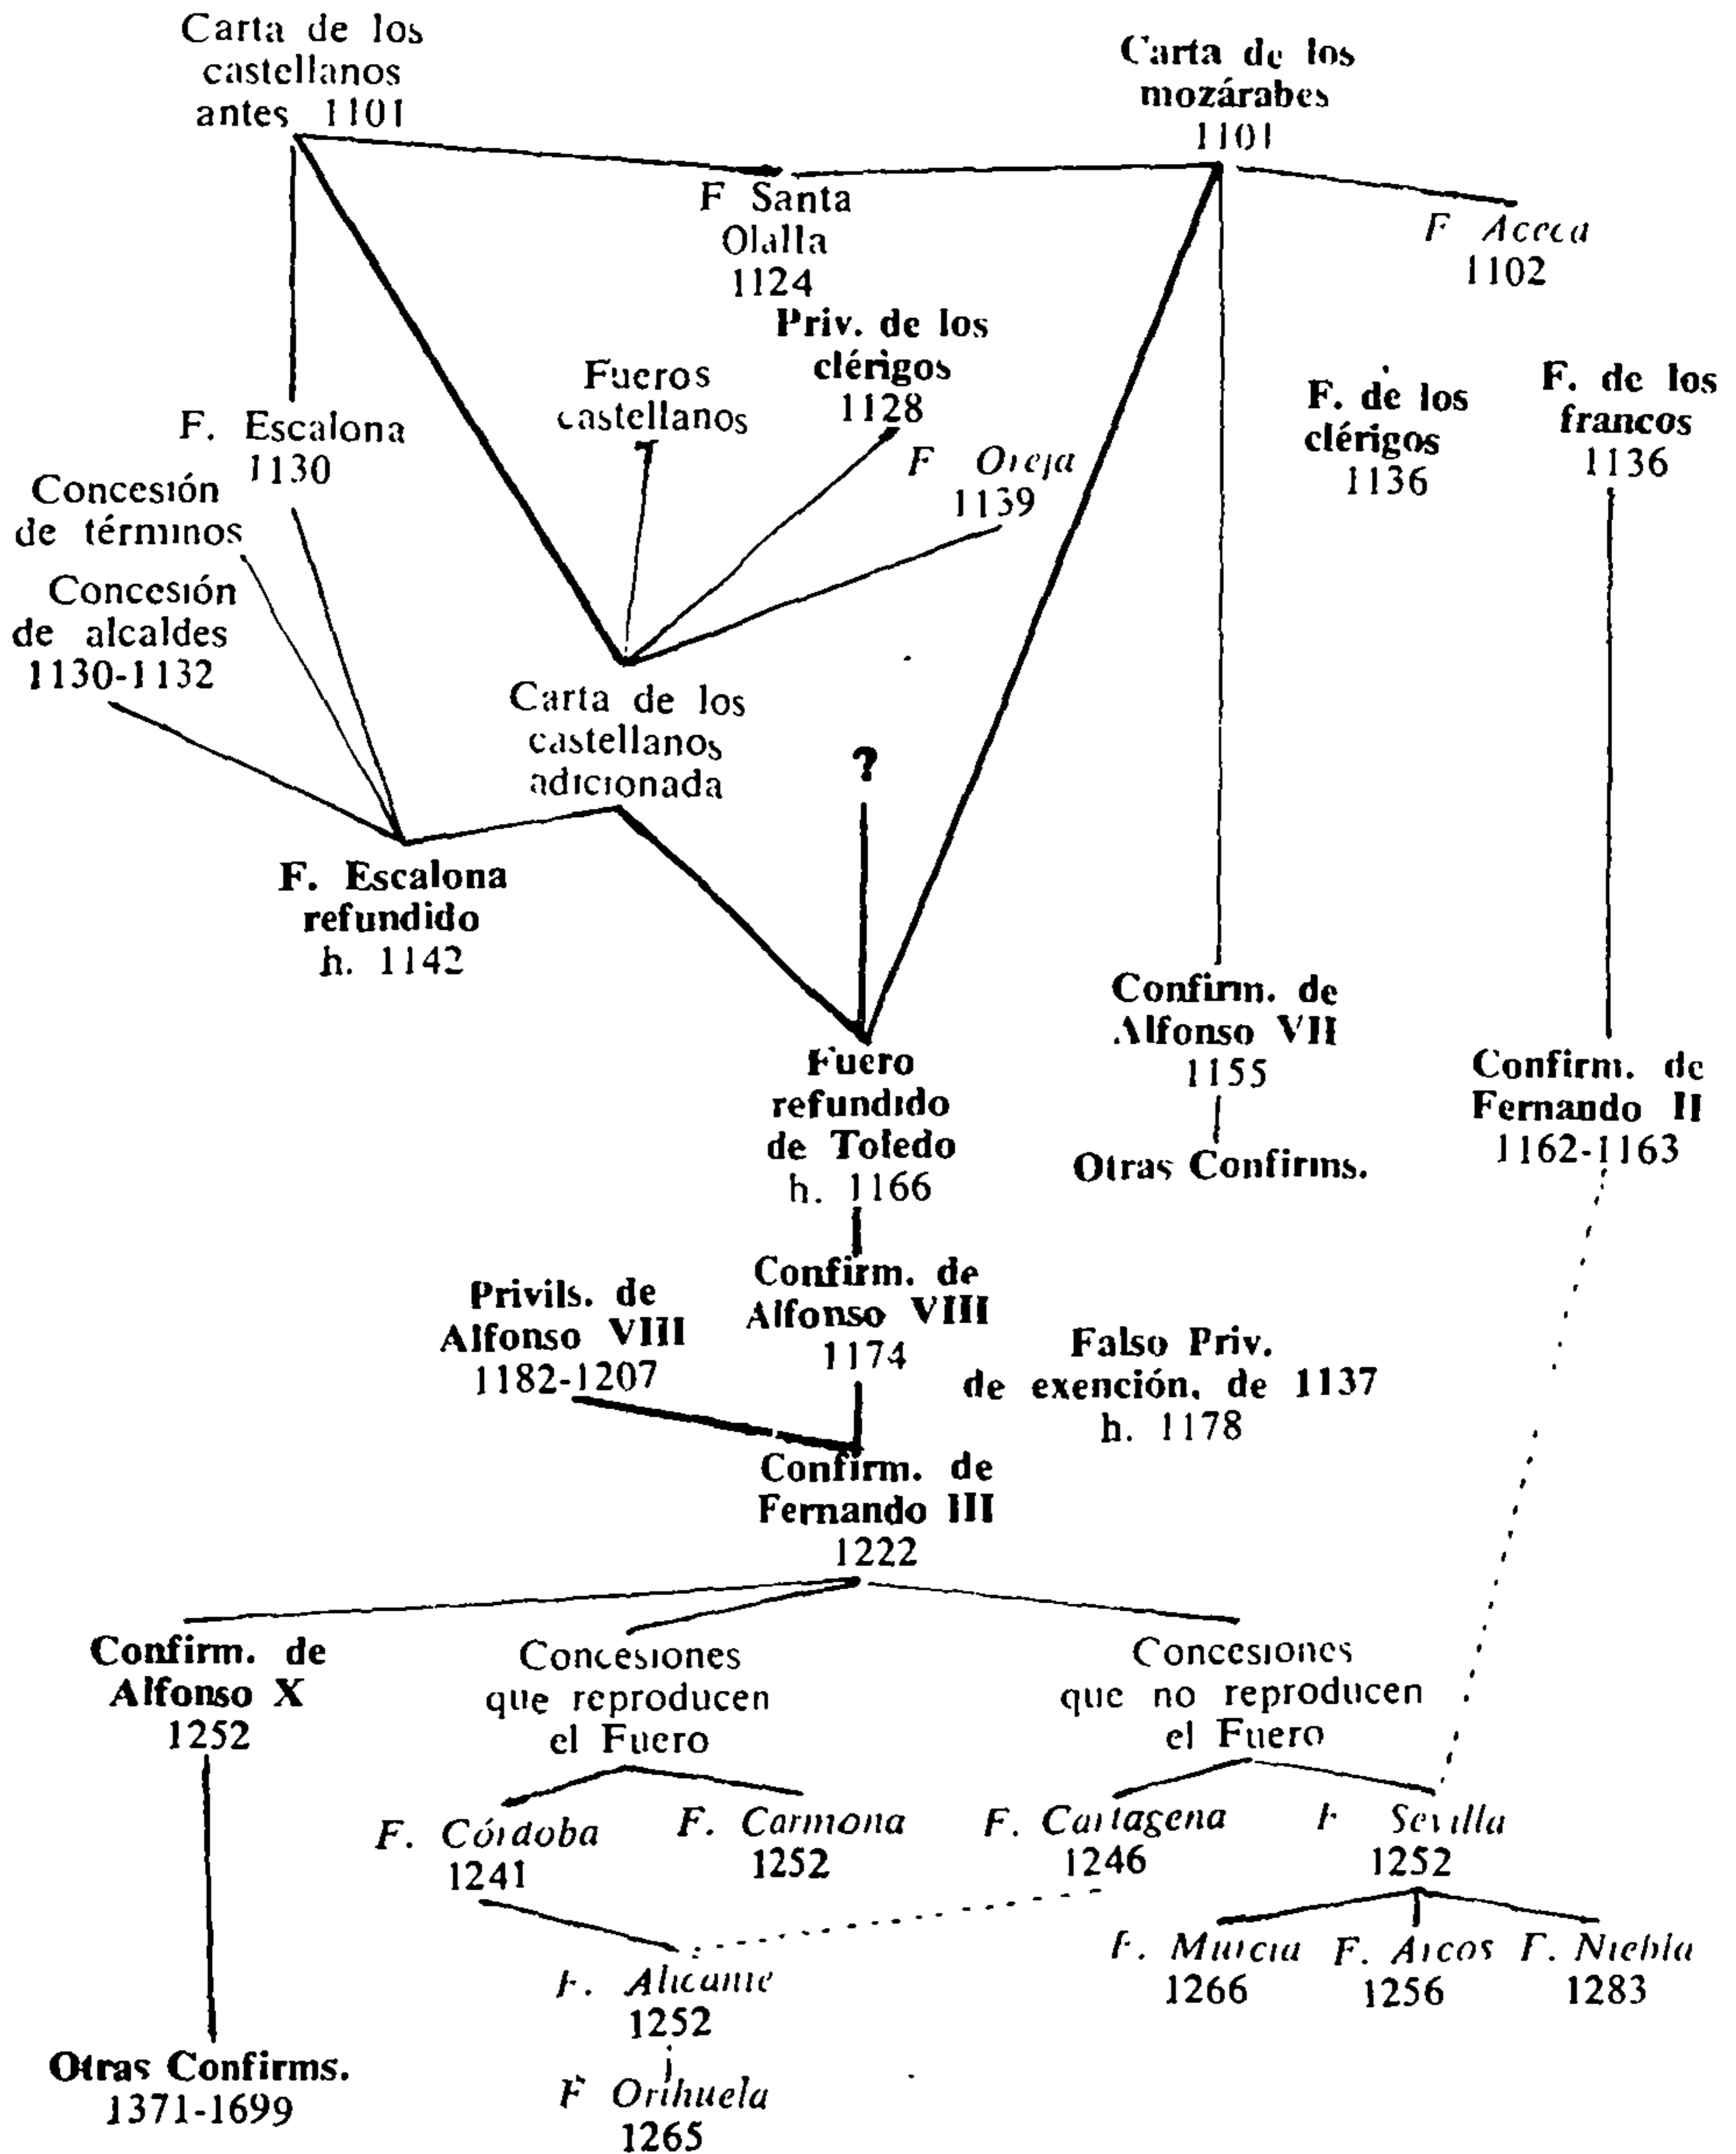 Carta de los
castellanos
antes 1101
Carta de los
mozárabes
1101
F Santa
Olalla
1124
F Aceca
1102
Priv. de los
clérigos
1128
Fueros
castellanos
F. de los
clérigos
1136
F. de los
francos
1136
F. Escalona
1130
F Oreja
1139
Concesión
de términos
Concesión
de alcaldes
1130-1132
Carta de los
castellanos
adicionada
?
F. Escalona
refundido
h. 1142
Confirm. de
Alfonso VII
1155
Otras Confirms.
Fuero
refundido
de Toledo
h. 1166
Confirm. de
Fernando II
1162-1163
Privils. de
Alfonso VIII
1182-1207
Confirm. de
Alfonso VIII
1174
Falso Priv.
de exención, de 1137
h. 1178
Confirm. de
Fernando III
1222
Confirm. de
Alfonso X
1252
Concesiones
que reproducen
el Fuero
Concesiones
que no reproducen
el Fuero
F. Córdoba
1241
F. Carmona
1252
F. Cartagena
1246
F Sevilla
1252
F. Murcia
1266
F. Arcos
1256
F. Niebla
1283
F. Alicante
1252
Otras Confirms.
1371-1699
F Orihuela
1265